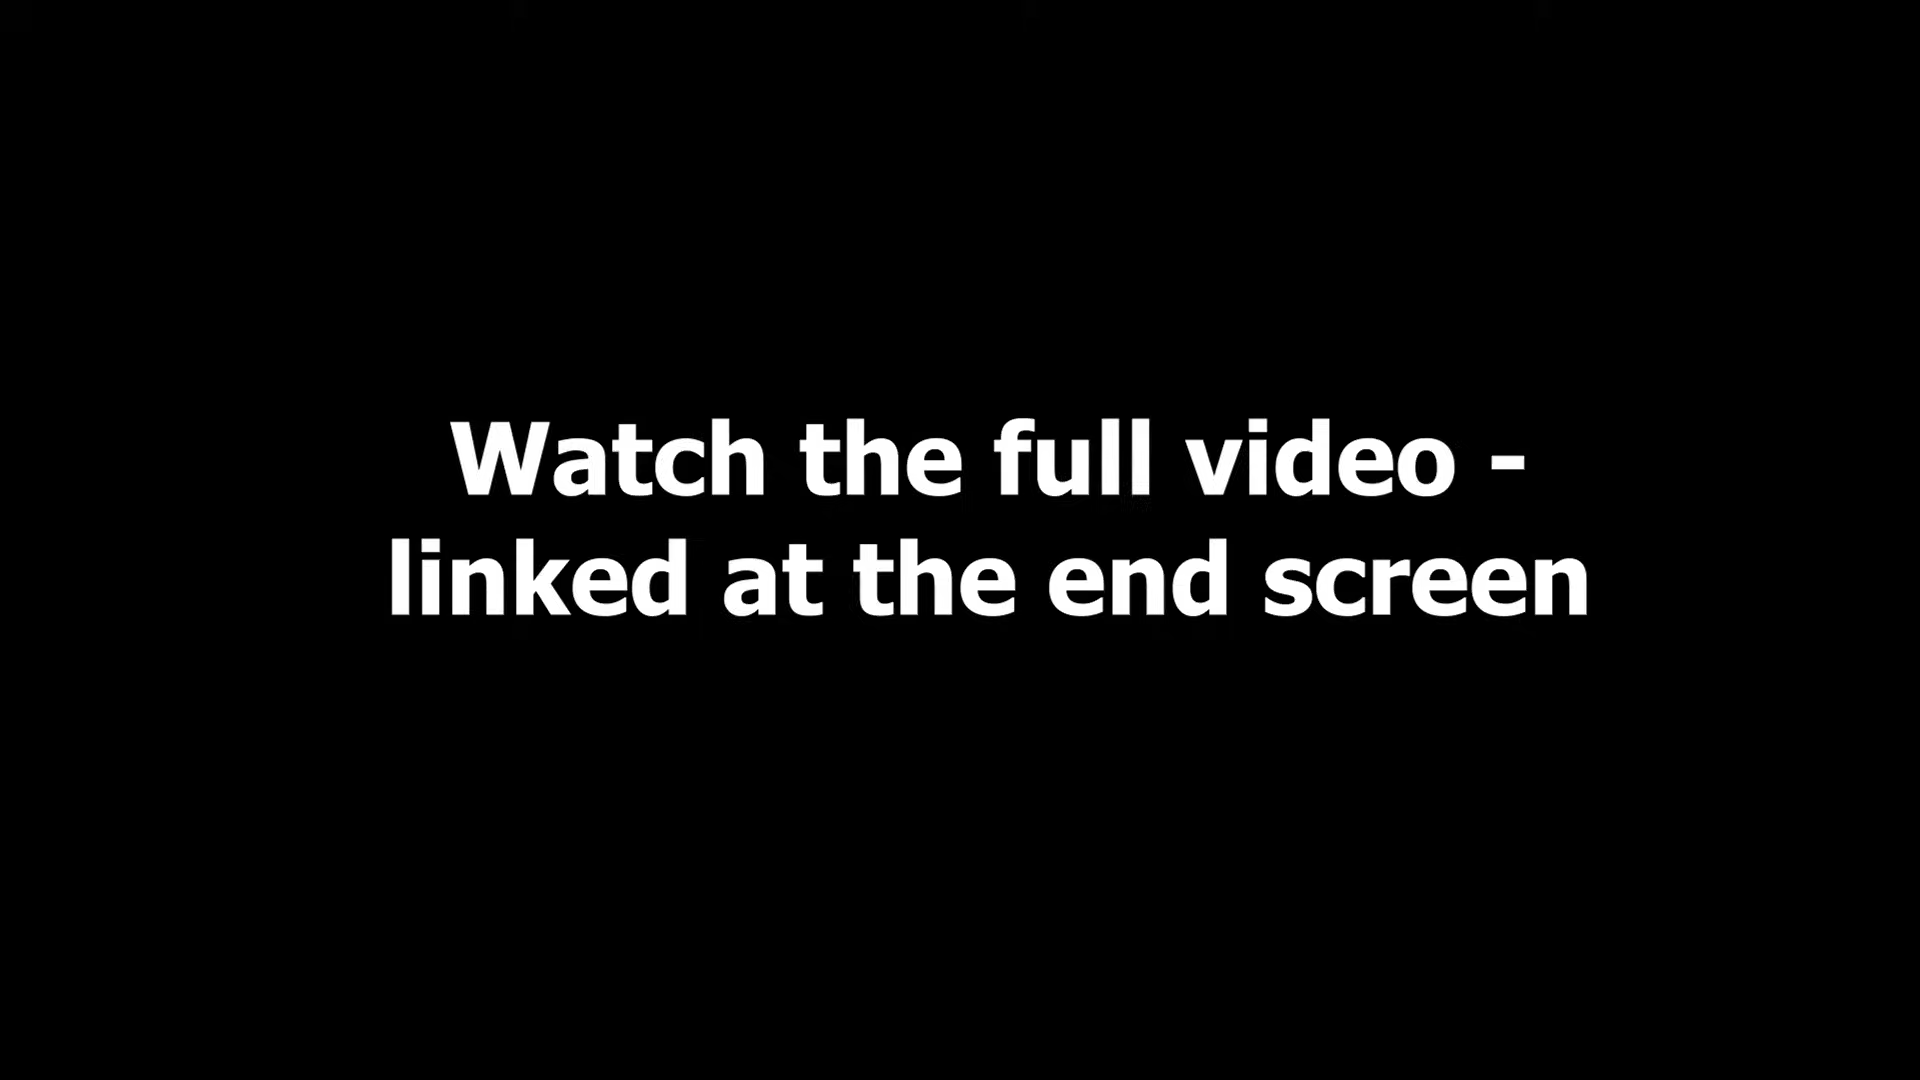 Watch the full video -
linked at the end screen